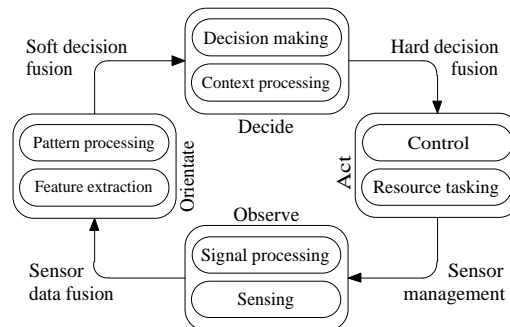 Soft decision
fusion
Decision making
Context processing
Decide
Hard decision
fusion
Pattern processing
Feature extraction
Orientate
Control
Resource tasking
Act
Observe
Signal processing
Sensing
Sensor
data fusion
Sensor
management